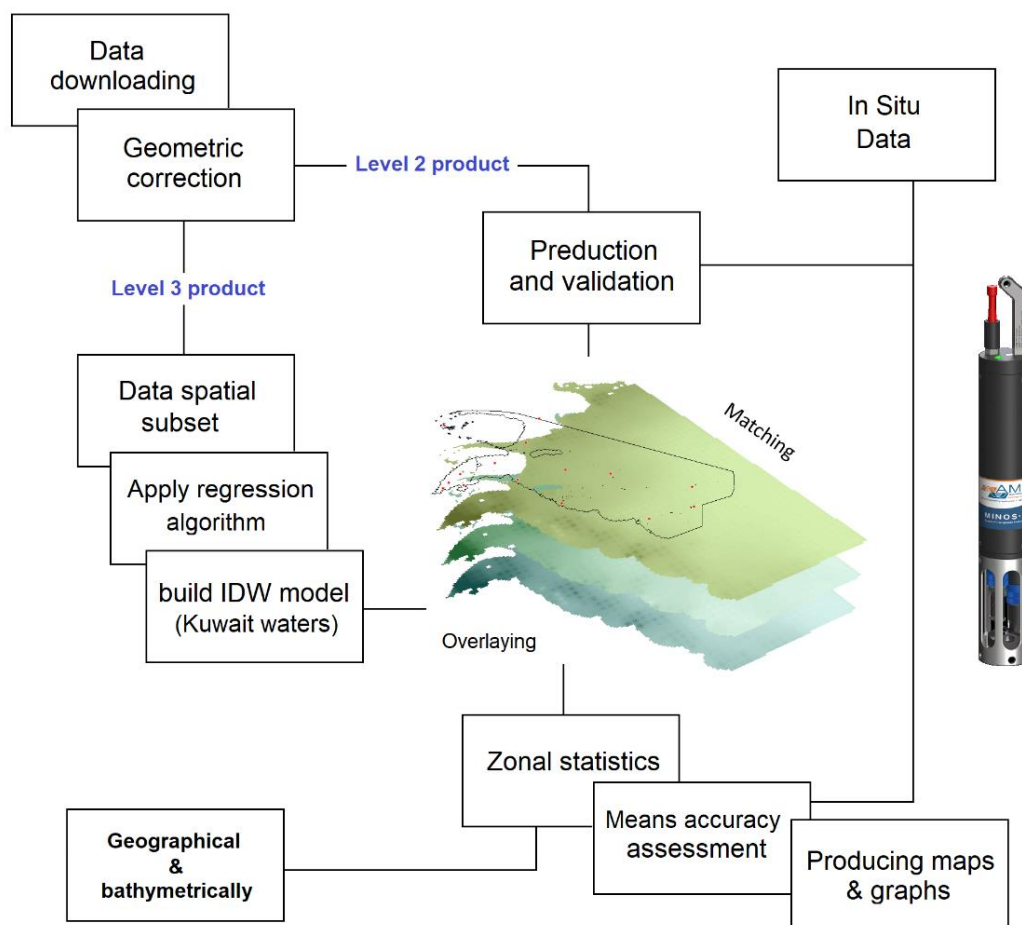 Data
downloading
Geometric
correction
Level 2 product
In Situ
Data
Preduction
and validation
Level 3 product
Data spatial
subset
Apply regression
algorithm
build IDW model
(Kuwait waters)
Matching
Overlaying
AM
MINOS-
Zonal statistics
Means accuracy
assessment
Producing maps
& graphs
Geographical
&
bathymetrically